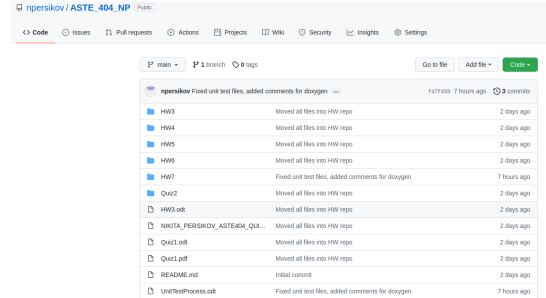 npersikov / ASTE_404_NP Public
Code Issues Pull requests Actions Projects Wiki Security Insights Settings
main 1 branch 0 tags Go to file Add file Code
npersikov Fixed unit test files, added comments for doxygen ... f47f459 7 hours ago 3 commits
HW3 Moved all files into HW repo 2 days ago
HW4 Moved all files into HW repo 2 days ago
HW5 Moved all files into HW repo 2 days ago
HW6 Moved all files into HW repo 2 days ago
HW7 Fixed unit test files, added comments for doxygen 7 hours ago
Quiz2 Moved all files into HW repo 2 days ago
HW3.odt Moved all files into HW repo 2 days ago
NIKITA_PERSIKOV_ASTE404_QUI... Moved all files into HW repo 2 days ago
Quiz1.odt Moved all files into HW repo 2 days ago
Quiz1.pdf Moved all files into HW repo 2 days ago
README.md Initial commit 2 days ago
UnitTestProcess.odt Fixed unit test files, added comments for doxygen 7 hours ago